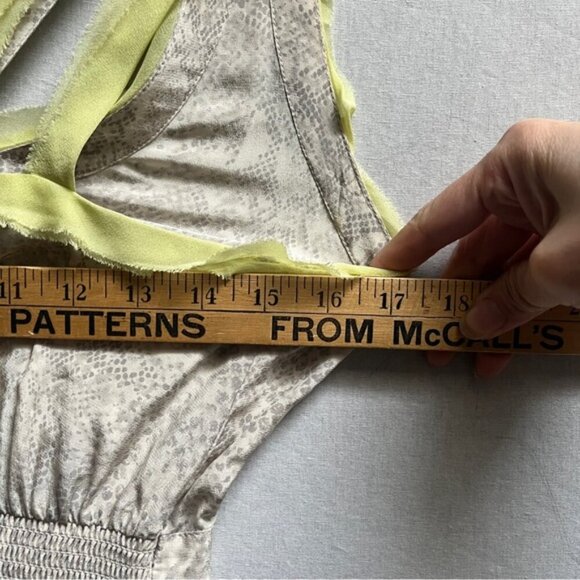 11 12 13 14 15 16 17 18
PATTERNS FROM McCALL'S